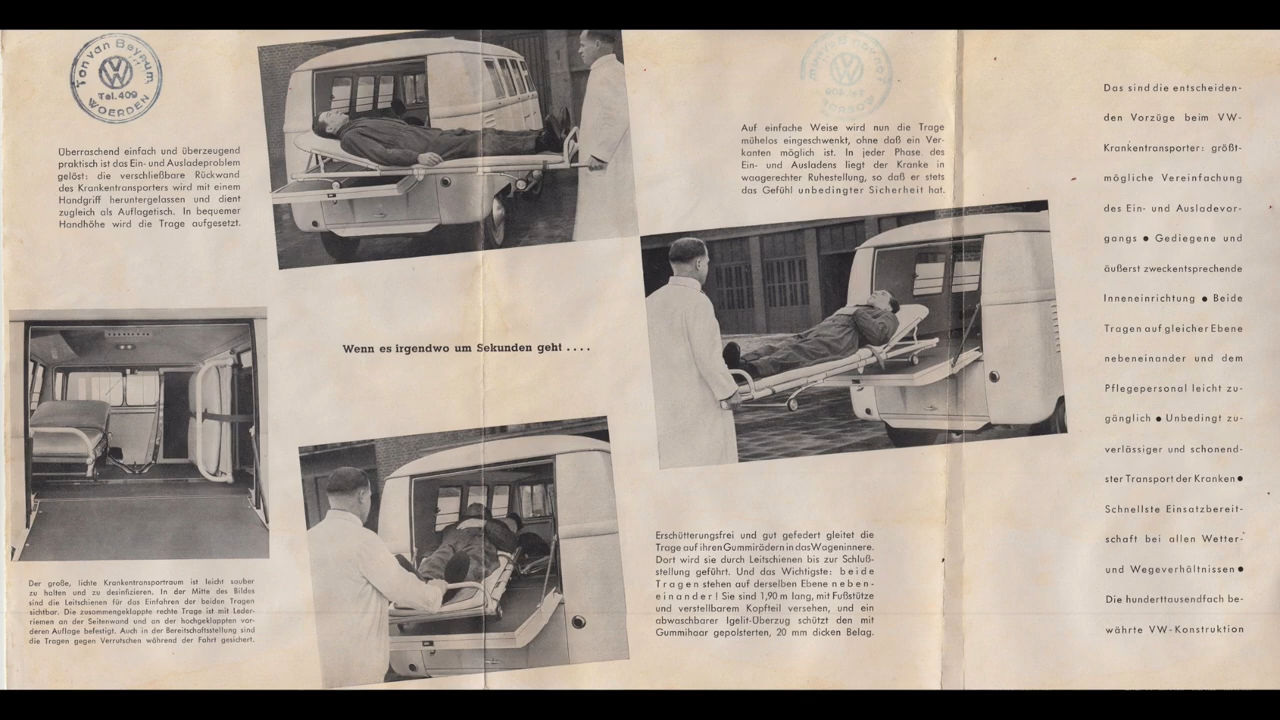 Ton van Beynum
VW
Tel. 409
WOERDEN
Überraschend einfach und überzeugend
praktisch ist das Ein- und Ausladeproblem
gelöst: die verschließbare Rückwand
des Krankentransporters wird mit einem
Handgriff heruntergelassen und dient
zugleich als Auflagetisch. In bequemer
Handhöhe wird die Trage aufgesetzt.
Auf einfache Weise wird nun die Trage
mühelos eingeschwenkt, ohne daß ein Ver-
kanten möglich ist. In jeder Phase des
Ein- und Ausladens liegt der Kranke in
waagerechter Ruhestellung, so daß er stets
das Gefühl unbedingter Sicherheit hat.
Wenn es irgendwo um Sekunden geht ....
Der große, lichte Krankentransportraum ist leicht sauber
zu halten und zu desinfizieren. In der Mitte des Bildes
sind die Leitschienen für das Einfahren der beiden Tragen
sichtbar. Die zusammengeklappte rechte Trage ist mit Leder-
riemen an der Seitenwand und an der hochgeklappten vor-
deren Auflage befestigt. Auch in der Bereitschaftsstellung sind
die Tragen gegen Verrutschen während der Fahrt gesichert.
Erschütterungsfrei und gut gefedert gleitet die
Trage auf ihren Gummirädern in das Wageninnere.
Dort wird sie durch Leitschienen bis zur Schluß-
stellung geführt. Und das Wichtigste: beide
Tragen stehen auf derselben Ebene neben-
einander! Sie sind 1,90 m lang, mit Fußstütze
und verstellbarem Kopfteil versehen, und ein
abwaschbarer Igelit-Überzug schützt den mit
Gummihaar gepolsterten, 20 mm dicken Belag.
Das sind die entscheiden-
den Vorzüge beim VW-
Krankentransporter: größt-
mögliche Vereinfachung
des Ein- und Ausladevor-
gangs ● Gediegene und
äußerst zweckentsprechende
Inneneinrichtung ● Beide
Tragen auf gleicher Ebene
nebeneinander und dem
Pflegepersonal leicht zu-
gänglich ● Unbedingt zu-
verlässiger und schonend-
ster Transport der Kranken ●
Schnellste Einsatzbereit-
schaft bei allen Wetter-
und Wegeverhältnissen ●
Die hunderttausendfach be-
währte VW-Konstruktion